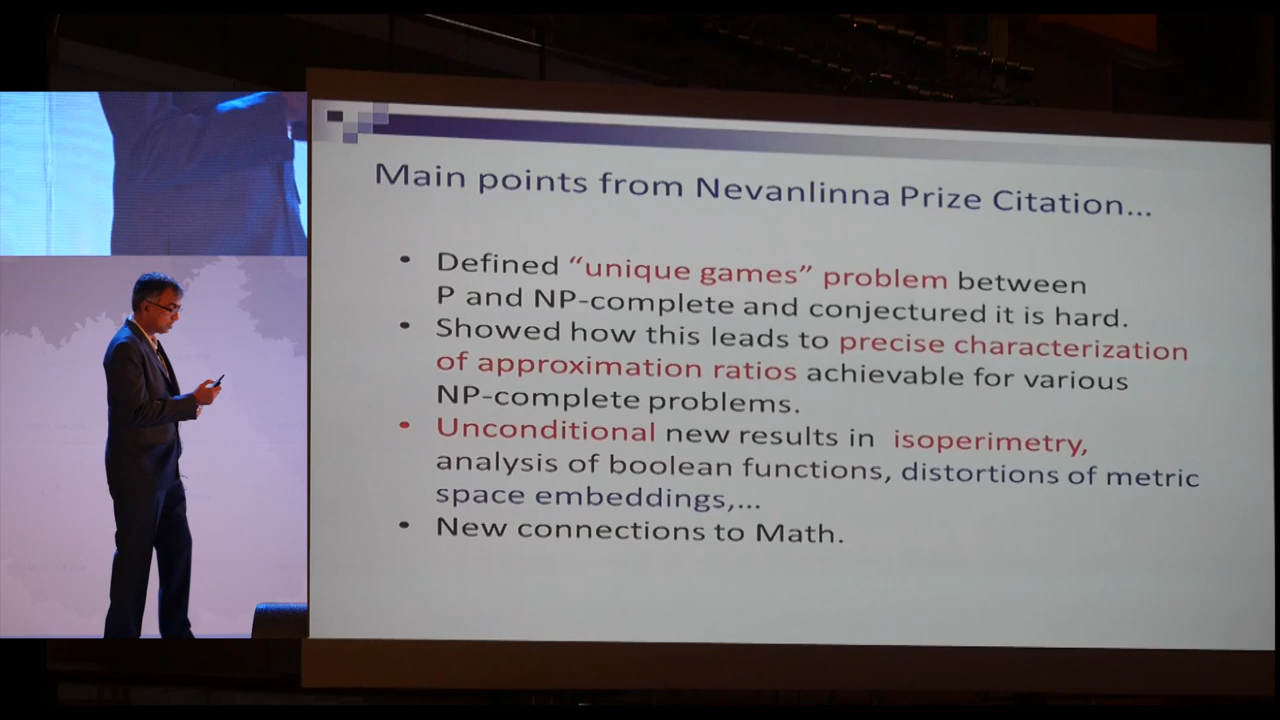 Main points from Nevanlinna Prize Citation...
• Defined “unique games” problem between
P and NP-complete and conjectured it is hard.
• Showed how this leads to precise characterization
of approximation ratios achievable for various
NP-complete problems.
• Unconditional new results in isoperimetry,
analysis of boolean functions, distortions of metric
space embeddings,...
• New connections to Math.